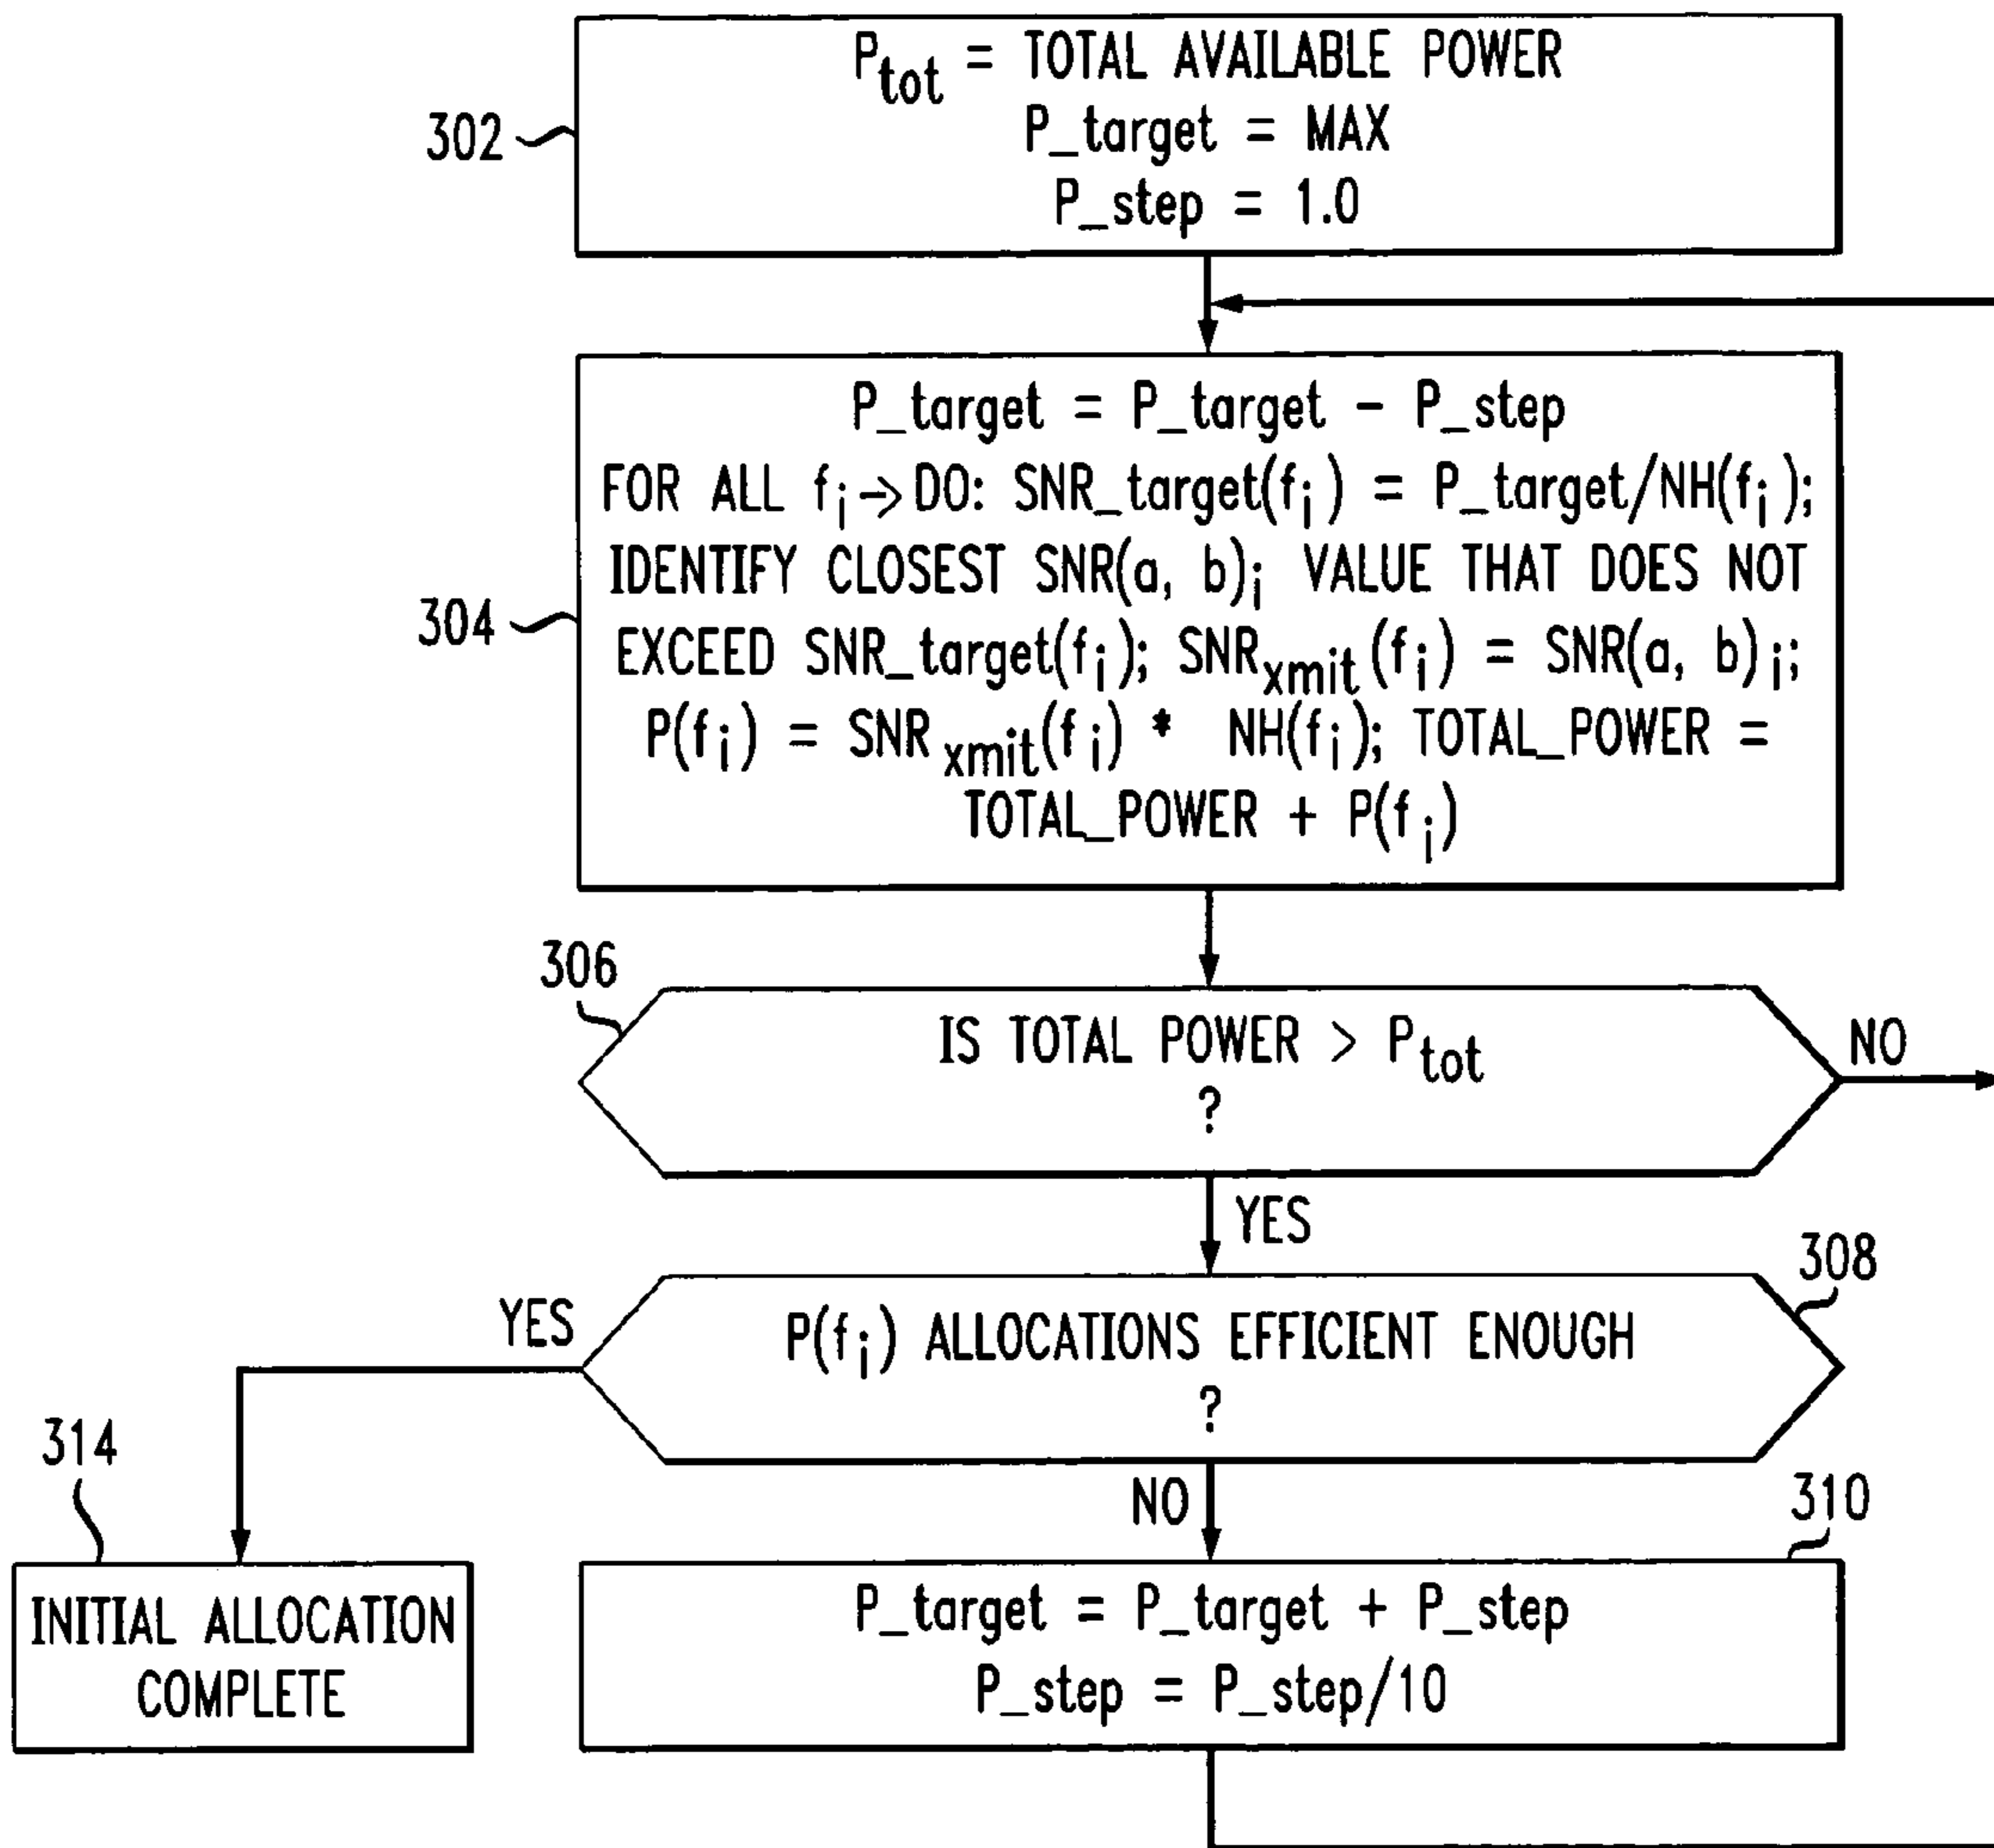 P_tot = TOTAL AVAILABLE POWER
P_target = MAX
P_step = 1.0
302
P_target = P_target - P_step
FOR ALL f_i -> DO: SNR_target(f_i) = P_target/NH(f_i);
IDENTIFY CLOSEST SNR(a, b)_i VALUE THAT DOES NOT
EXCEED SNR_target(f_i); SNR_xmit(f_i) = SNR(a, b)_i;
P(f_i) = SNR_xmit(f_i) * NH(f_i); TOTAL_POWER =
TOTAL_POWER + P(f_i)
304
306
IS TOTAL POWER > P_tot
?
NO
YES
308
P(f_i) ALLOCATIONS EFFICIENT ENOUGH
?
YES
NO
314
INITIAL ALLOCATION
COMPLETE
310
P_target = P_target + P_step
P_step = P_step/10